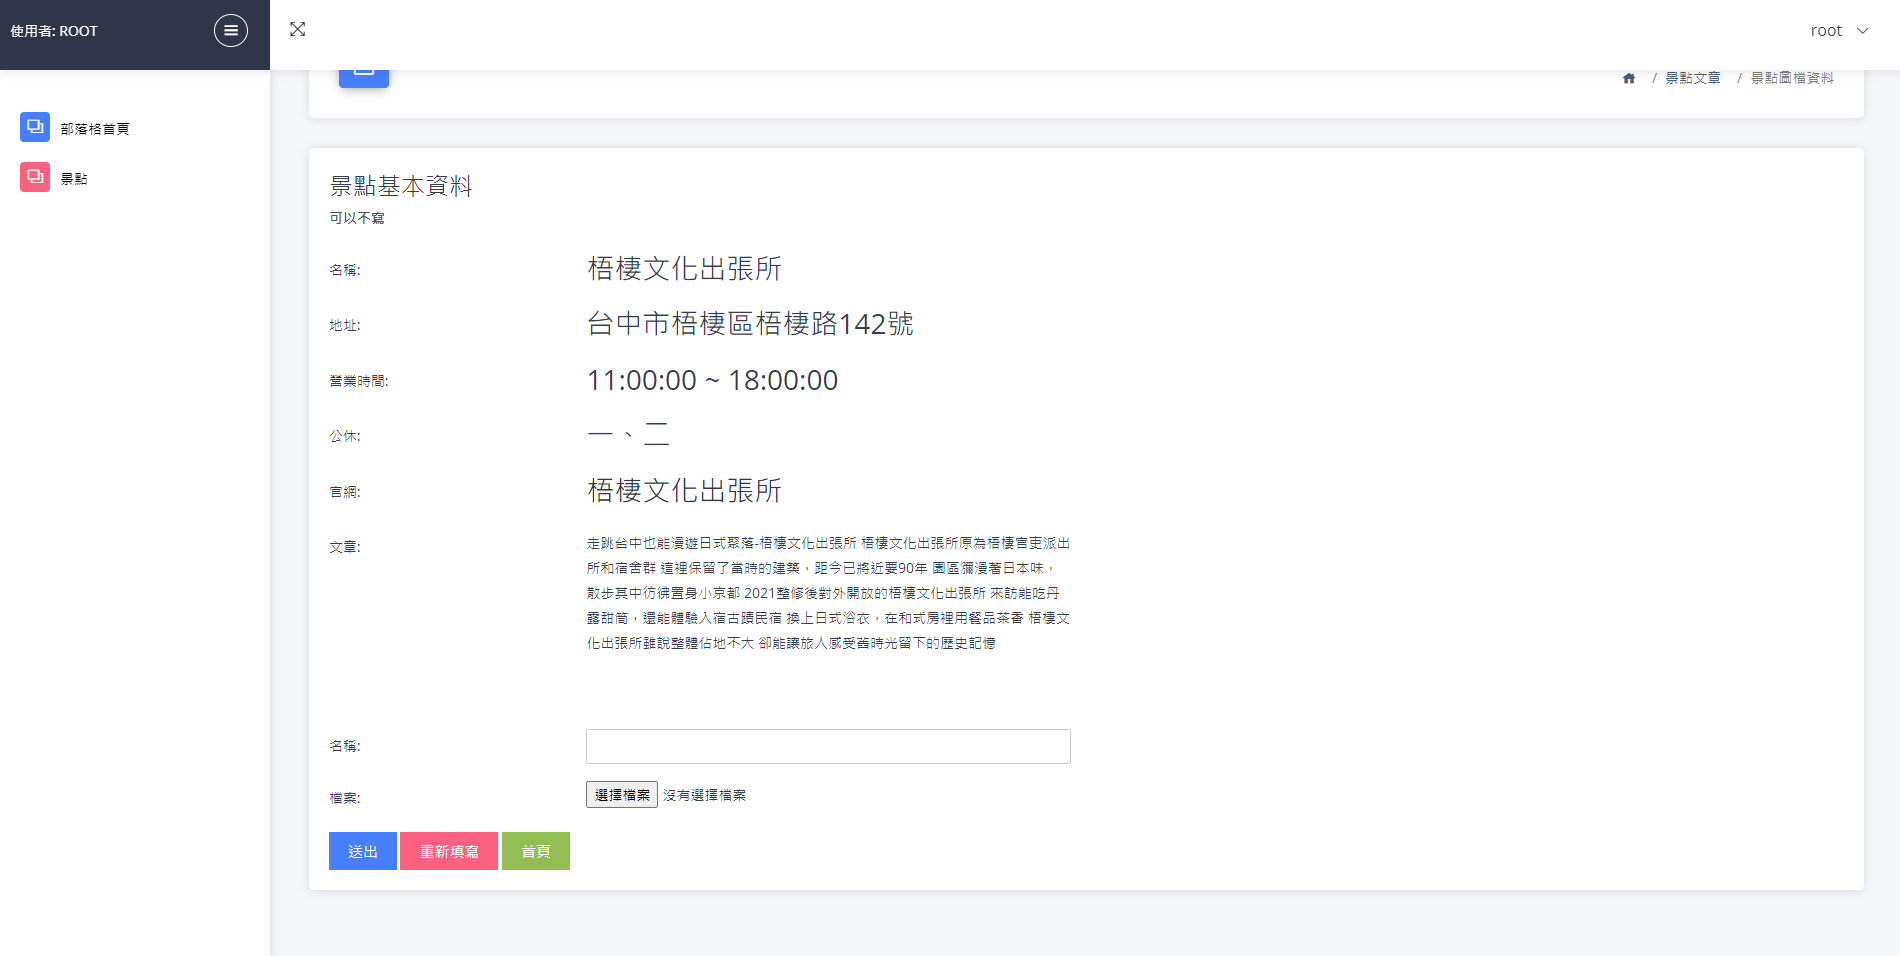 使用者: ROOT
root
/ 景點文章 / 景點圖檔資料
部落格首頁
景點
景點基本資料
可以不寫
名稱: 梧棲文化出張所
地址: 台中市梧棲區梧棲路142號
營業時間: 11:00:00 ~ 18:00:00
公休: 一、二
官網: 梧棲文化出張所
文章: 走跳台中也能漫遊日式聚落-梧棲文化出張所 梧棲文化出張所原為梧棲官吏派出
所和宿舍群 這裡保留了當時的建築，距今已將近要90年 園區瀰漫著日本味，
散步其中彷彿置身小京都 2021整修後對外開放的梧棲文化出張所 來訪能吃丹
露甜筒，還能體驗入宿古蹟民宿 換上日式浴衣，在和式房裡用餐品茶香 梧棲文
化出張所雖說整體佔地不大 卻能讓旅人感受舊時光留下的歷史記憶
名稱:
檔案: 選擇檔案 沒有選擇檔案
送出 重新填寫 首頁